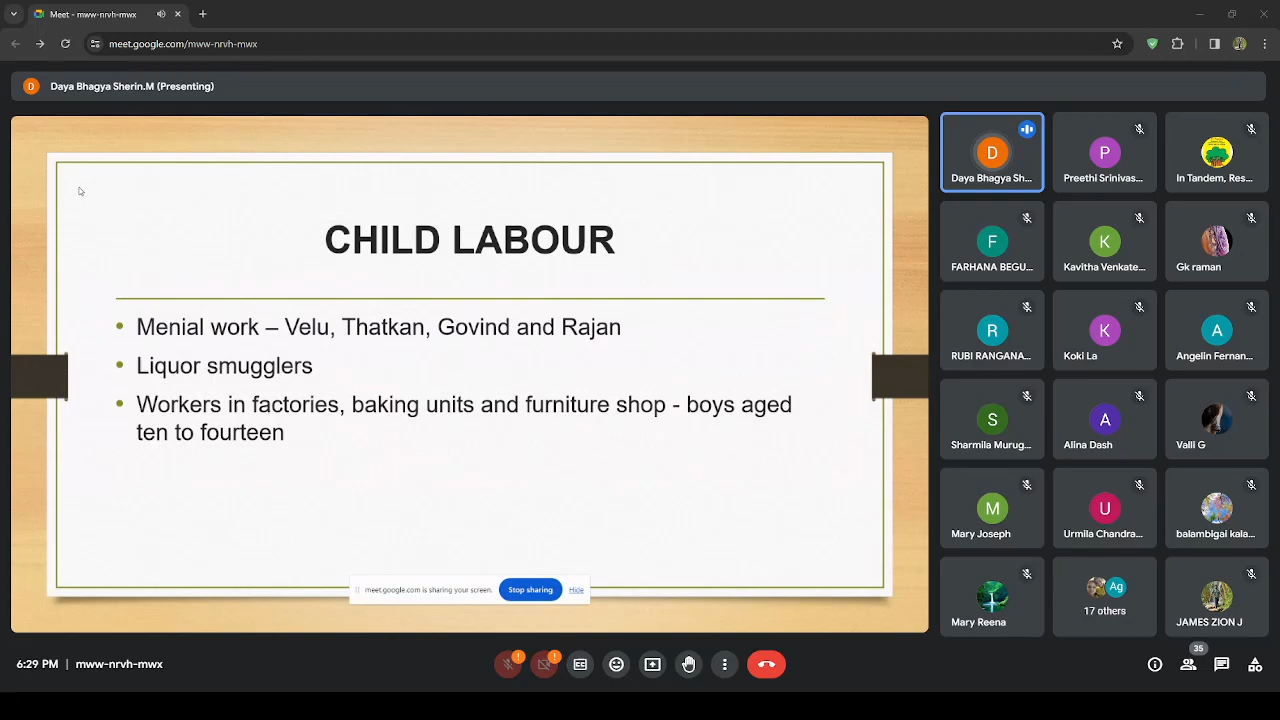 Meet - mww-nrvh-mwx
meet.google.com/mww-nrvh-mwx
D
Daya Bhagya Sherin.M (Presenting)
CHILD LABOUR
• Menial work – Velu, Thatkan, Govind and Rajan
• Liquor smugglers
• Workers in factories, baking units and furniture shop - boys aged
ten to fourteen
meet.google.com is sharing your screen.
Stop sharing
Hide
D
Daya Bhagya Sh...
P
Preethi Srinivas...
In Tandem, Res...
F
FARHANA BEGU...
K
Kavitha Venkate...
Gk raman
R
RUBI RANGANA...
K
Koki La
A
Angelin Fernan...
S
Sharmila Murug...
A
Alina Dash
Valli G
M
Mary Joseph
U
Urmila Chandra...
balambigai kala...
Mary Reena
Ag
17 others
JAMES ZION J
6:29 PM | mww-nrvh-mwx
35